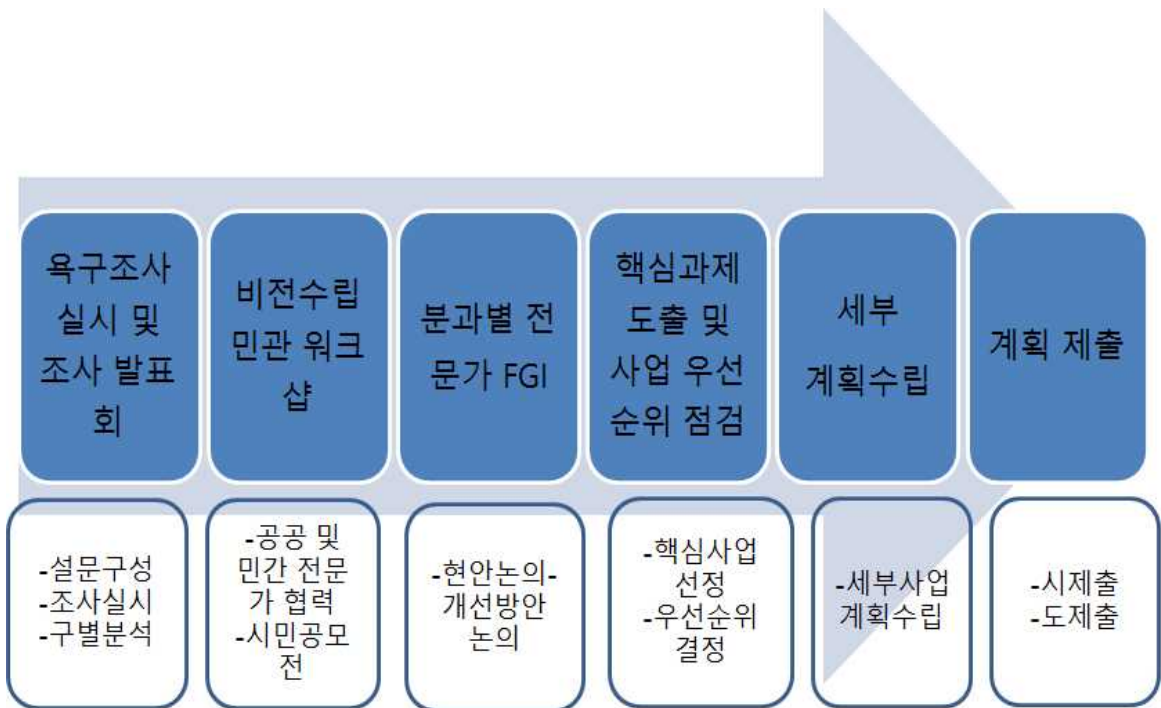 욕구조사
실시 및
조사 발표
회
비전수립
민관 워크
샵
분과별 전
문가 FGI
핵심과제
도출 및
사업 우선
순위 점검
세부
계획수립
계획 제출
-설문구성
-조사실시
-구별분석
-공공 및
민간 전문
가 협력
-시민공모
전
-현안논의-
개선방안
논의
-핵심사업
선정
-우선순위
결정
-세부사업
계획수립
-시제출
-도제출